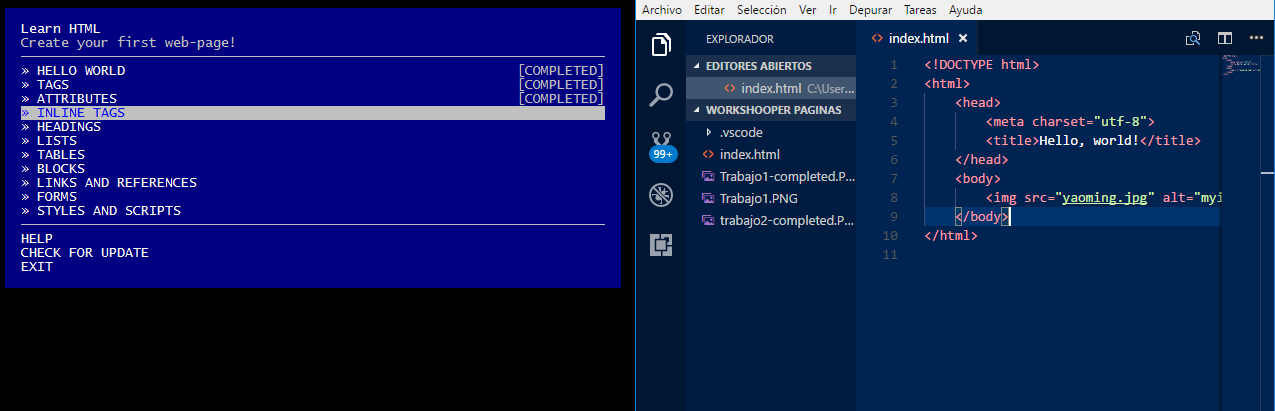 Learn HTML
Create your first web-page!
» HELLO WORLD [COMPLETED]
» TAGS [COMPLETED]
» ATTRIBUTES [COMPLETED]
» INLINE TAGS
» HEADINGS
» LISTS
» TABLES
» BLOCKS
» LINKS AND REFERENCES
» FORMS
» STYLES AND SCRIPTS
HELP
CHECK FOR UPDATE
EXIT
Archivo Editar Selección Ver Ir Depurar Tareas Ayuda
EXPLORADOR
EDITORES ABIERTOS
index.html C:\User...
WORKSHOOPER PAGINAS
.vscode
index.html
Trabajo1-completed.P...
Trabajo1.PNG
trabajo2-completed.P...
99+
index.html
1 <!DOCTYPE html>
2 <html>
3 <head>
4 <meta charset="utf-8">
5 <title>Hello, world!</title>
6 </head>
7 <body>
8 <img src="yaoming.jpg" alt="myi
9 </body>
10 </html>
11